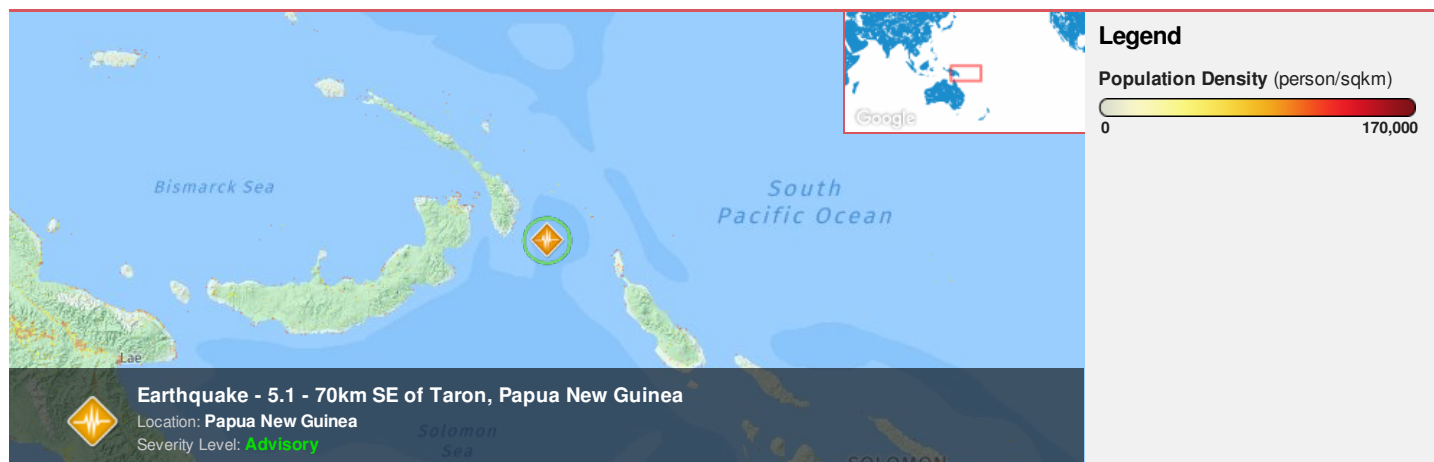 Bismarck Sea
South
Pacific Ocean
Lae
Solomon
Sea
SOLOMON
Google
Earthquake - 5.1 - 70km SE of Taron, Papua New Guinea
Location: Papua New Guinea
Severity Level: Advisory
Legend
Population Density (person/sqkm)
0 170,000